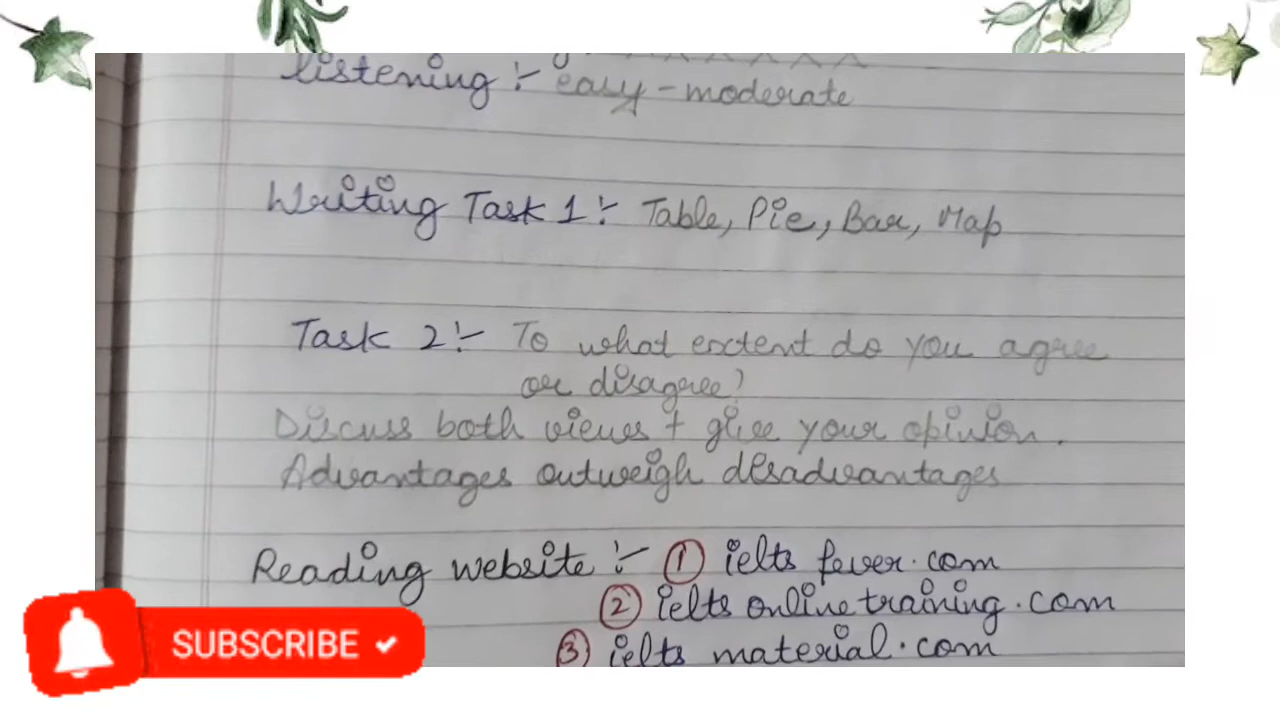 listening :- easy - moderate
Writing Task 1 :- Table, Pie, Bar, Map
Task 2 :- To what extent do you agree
or disagree?
Discuss both views + give your opinion.
Advantages outweigh disadvantages
Reading website :- ① ielts fever.com
② ielts onlinetraining.com
③ ielts material.com
SUBSCRIBE